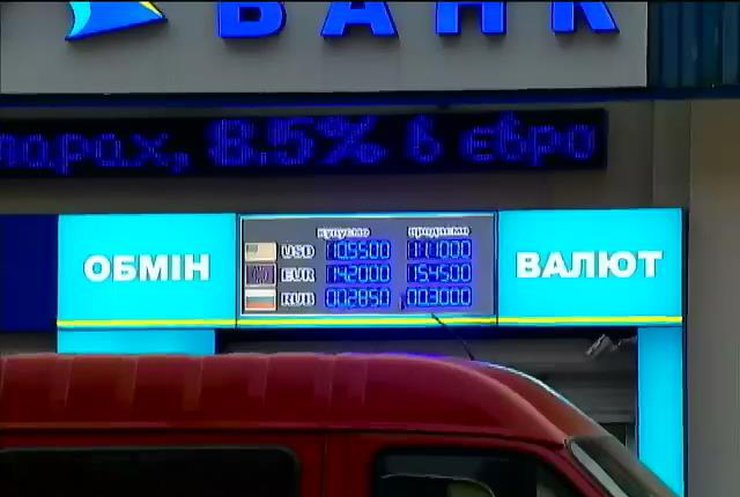 БАНК
ларах, 8.5% в євро
купуємо продаємо
ОБМІН ВАЛЮТ
USD 10.5500 11.1000
EUR 14.2000 15.4500
RUB 00.2850 00.3000